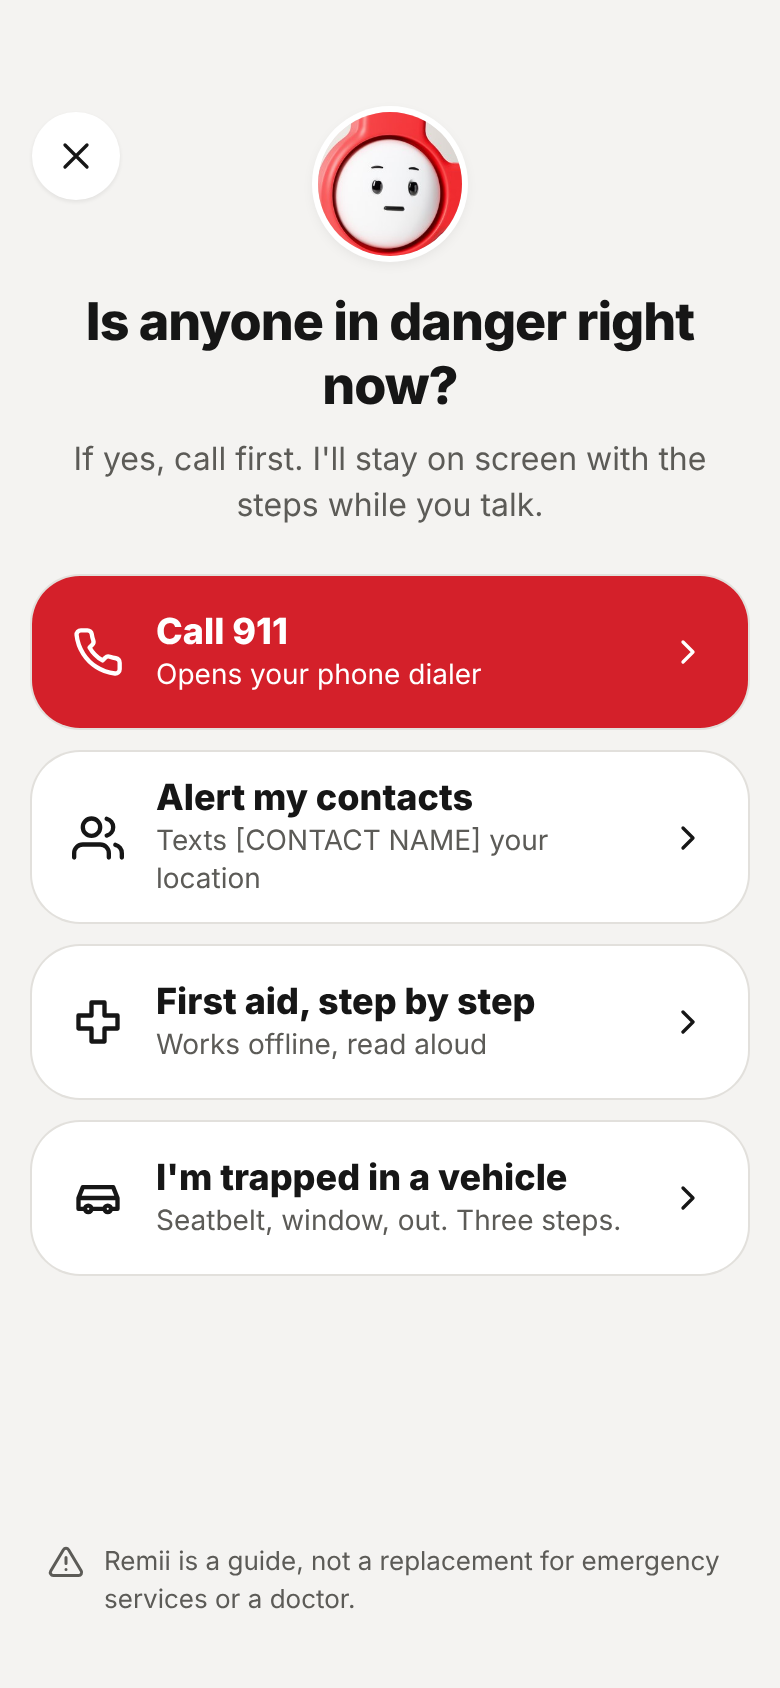 Is anyone in danger right
now?
If yes, call first. I'll stay on screen with the
steps while you talk.
Call 911
Opens your phone dialer
Alert my contacts
Texts [CONTACT NAME] your
location
First aid, step by step
Works offline, read aloud
I'm trapped in a vehicle
Seatbelt, window, out. Three steps.
Remii is a guide, not a replacement for emergency
services or a doctor.